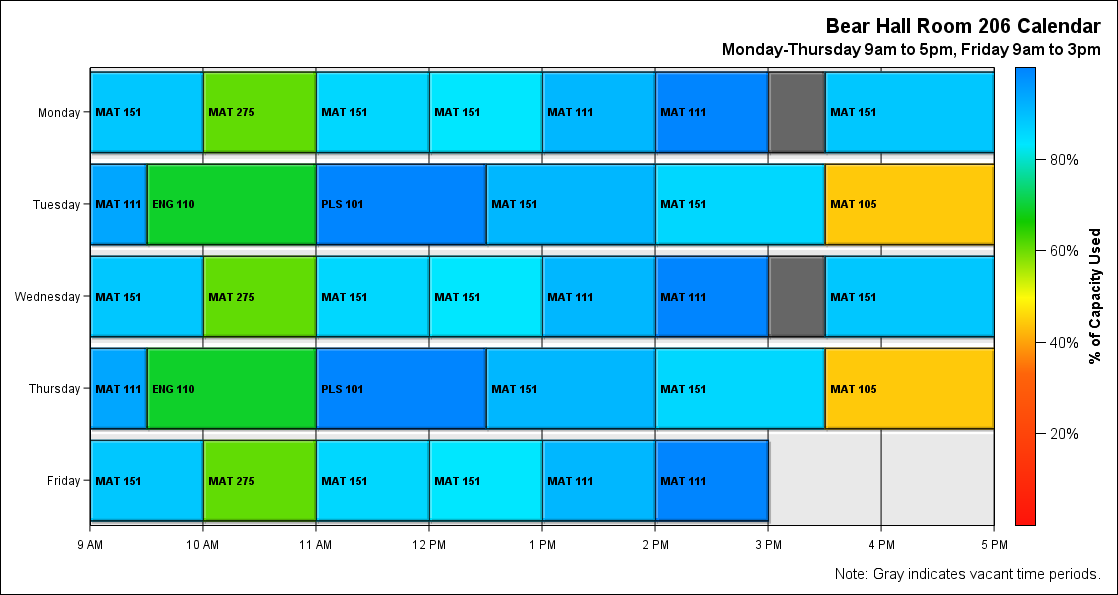 Bear Hall Room 206 Calendar
Monday-Thursday 9am to 5pm, Friday 9am to 3pm
Monday MAT 151 MAT 275 MAT 151 MAT 151 MAT 111 MAT 111 MAT 151
Tuesday MAT 111 ENG 110 PLS 101 MAT 151 MAT 151 MAT 105
Wednesday MAT 151 MAT 275 MAT 151 MAT 151 MAT 111 MAT 111 MAT 151
Thursday MAT 111 ENG 110 PLS 101 MAT 151 MAT 151 MAT 105
Friday MAT 151 MAT 275 MAT 151 MAT 151 MAT 111 MAT 111
9 AM 10 AM 11 AM 12 PM 1 PM 2 PM 3 PM 4 PM 5 PM
80%
60%
40%
20%
% of Capacity Used
Note: Gray indicates vacant time periods.